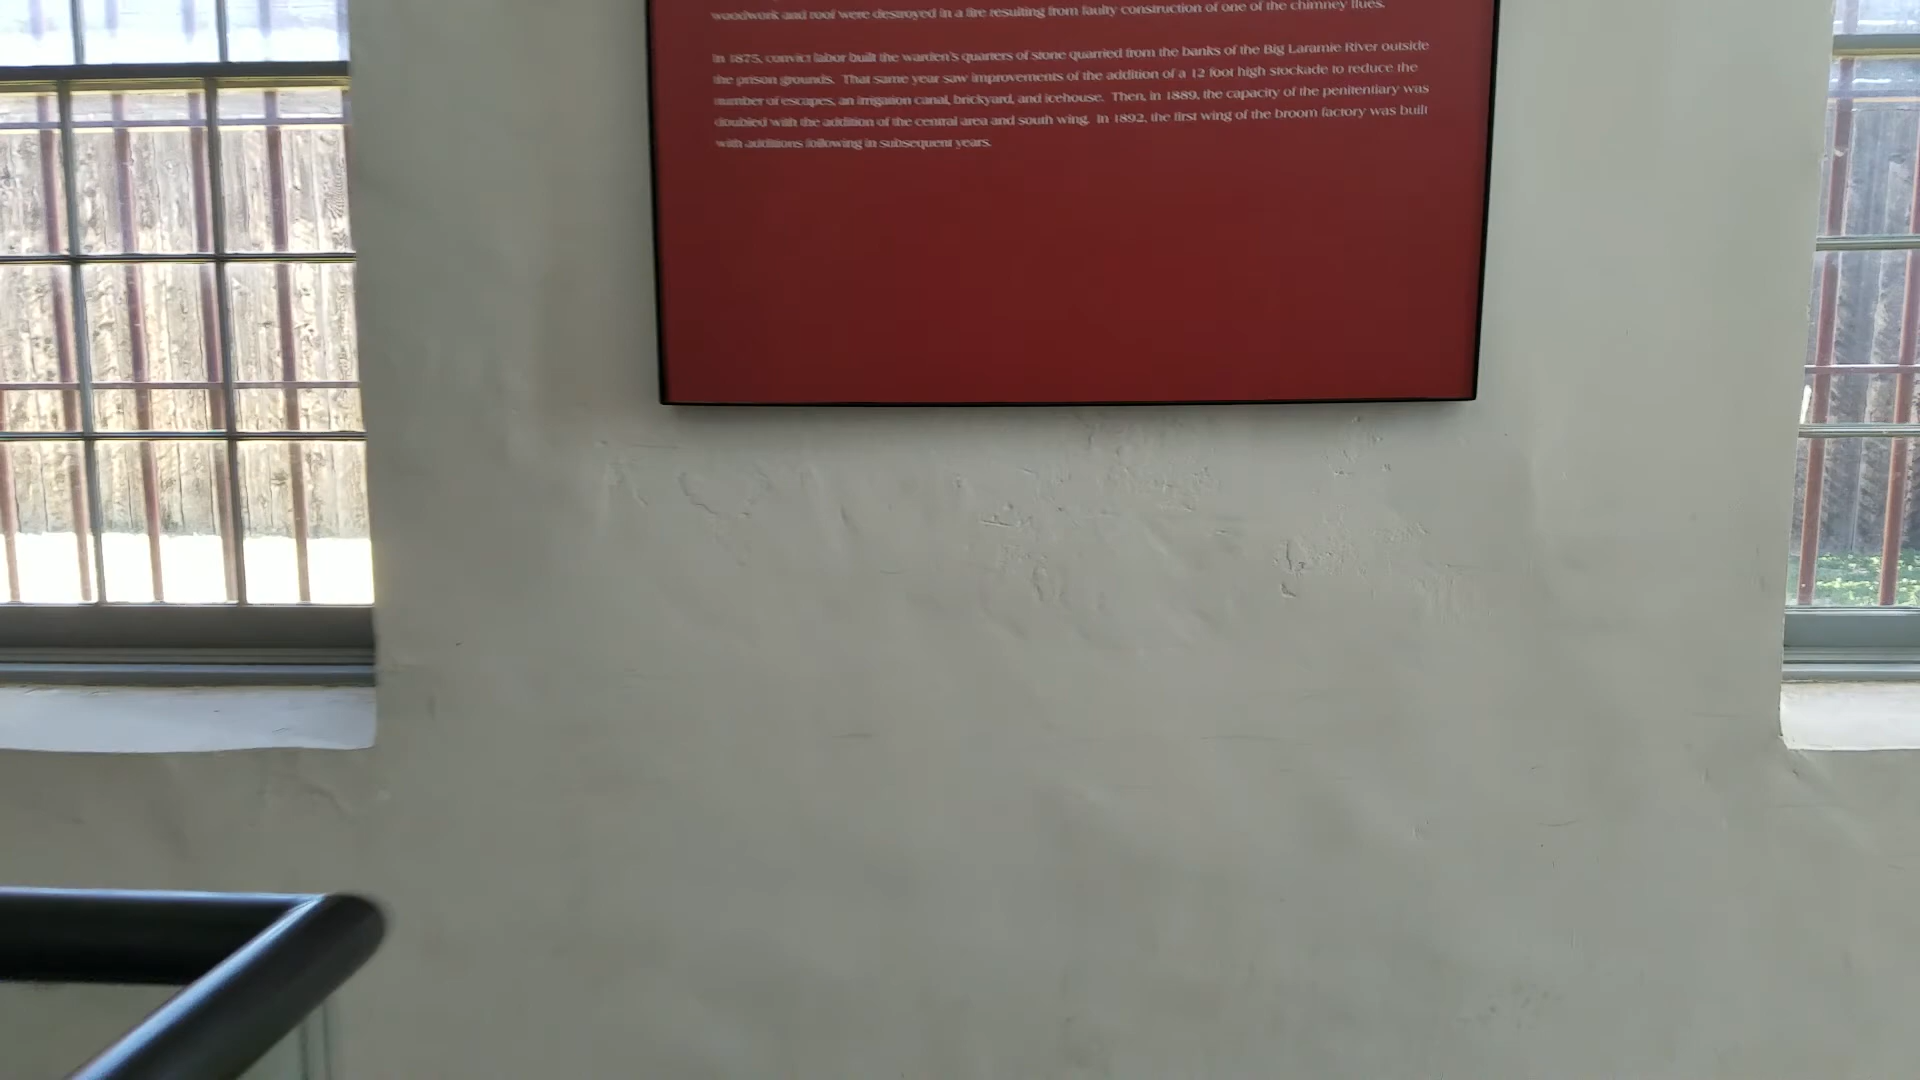 woodwork and roof were destroyed in a fire resulting from faulty construction of one of the chimney flues.
In 1875, convict labor built the warden's quarters of stone quarried from the banks of the Big Laramie River outside
the prison grounds. That same year saw improvements of the addition of a 12 foot high stockade to reduce the
number of escapes, an irrigation canal, brickyard, and icehouse. Then, in 1889, the capacity of the penitentiary was
doubled with the addition of the central area and south wing. In 1892, the first wing of the broom factory was built
with additions following in subsequent years.